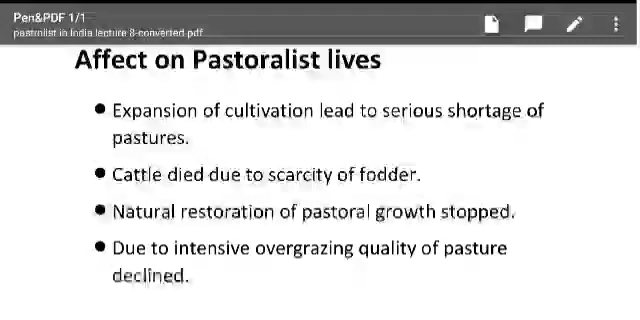 Pen&PDF 1/1
pastrolist in India lecture 8-converted.pdf
Affect on Pastoralist lives
● Expansion of cultivation lead to serious shortage of
pastures.
● Cattle died due to scarcity of fodder.
● Natural restoration of pastoral growth stopped.
● Due to intensive overgrazing quality of pasture
declined.